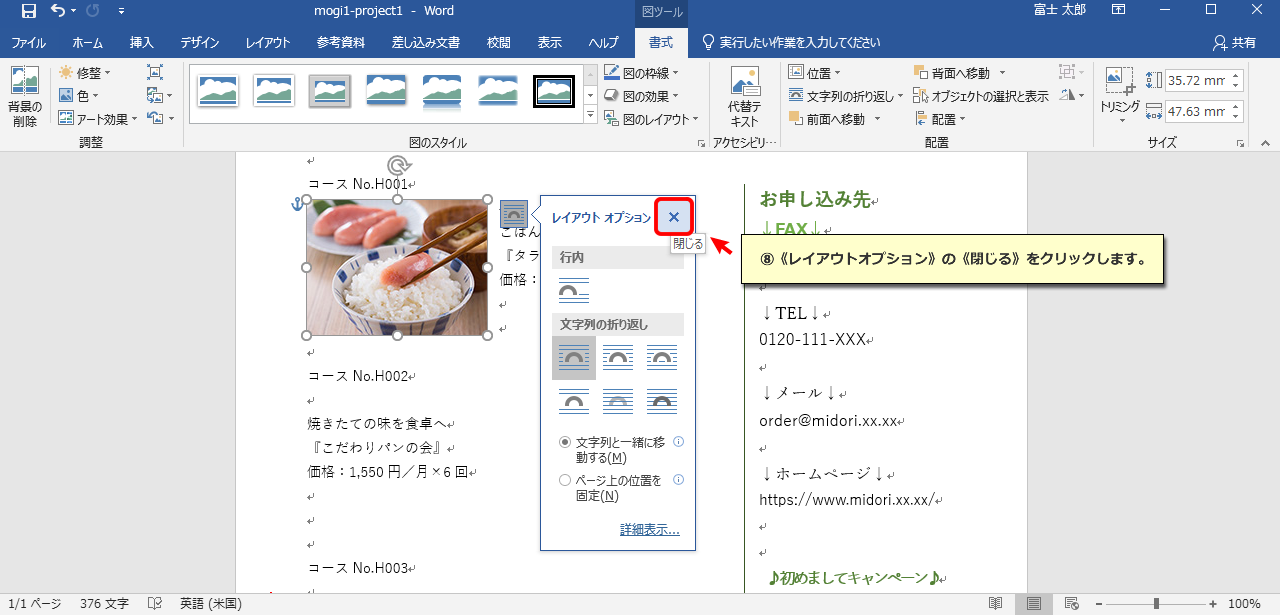 mogi1-project1 - Word
図ツール
富士 太郎
ファイル ホーム 挿入 デザイン レイアウト 参考資料 差し込み文書 校閲 表示 ヘルプ 書式 実行したい作業を入力してください 共有
背景の
削除
修整
色
アート効果
調整
図のスタイル
図の枠線
図の効果
図のレイアウト
代替テ
キスト
アクセシビリ…
位置
文字列の折り返し
前面へ移動
背面へ移動
オブジェクトの選択と表示
配置
配置
トリミング
35.72 mm
47.63 mm
サイズ
コース No.H001
ごはん
『タラ
価格：
コース No.H002
焼きたての味を食卓へ
『こだわりパンの会』
価格：1,550 円／月×6 回
コース No.H003
レイアウト オプション
閉じる
行内
文字列の折り返し
文字列と一緒に移
動する(M)
ページ上の位置を
固定(N)
詳細表示...
お申し込み先
↓FAX↓
⑧《レイアウトオプション》の《閉じる》をクリックします。
↓TEL↓
0120-111-XXX
↓メール↓
order@midori.xx.xx
↓ホームページ↓
https://www.midori.xx.xx/
♪初めましてキャンペーン♪
1/1 ページ 376 文字 英語 (米国) 100%